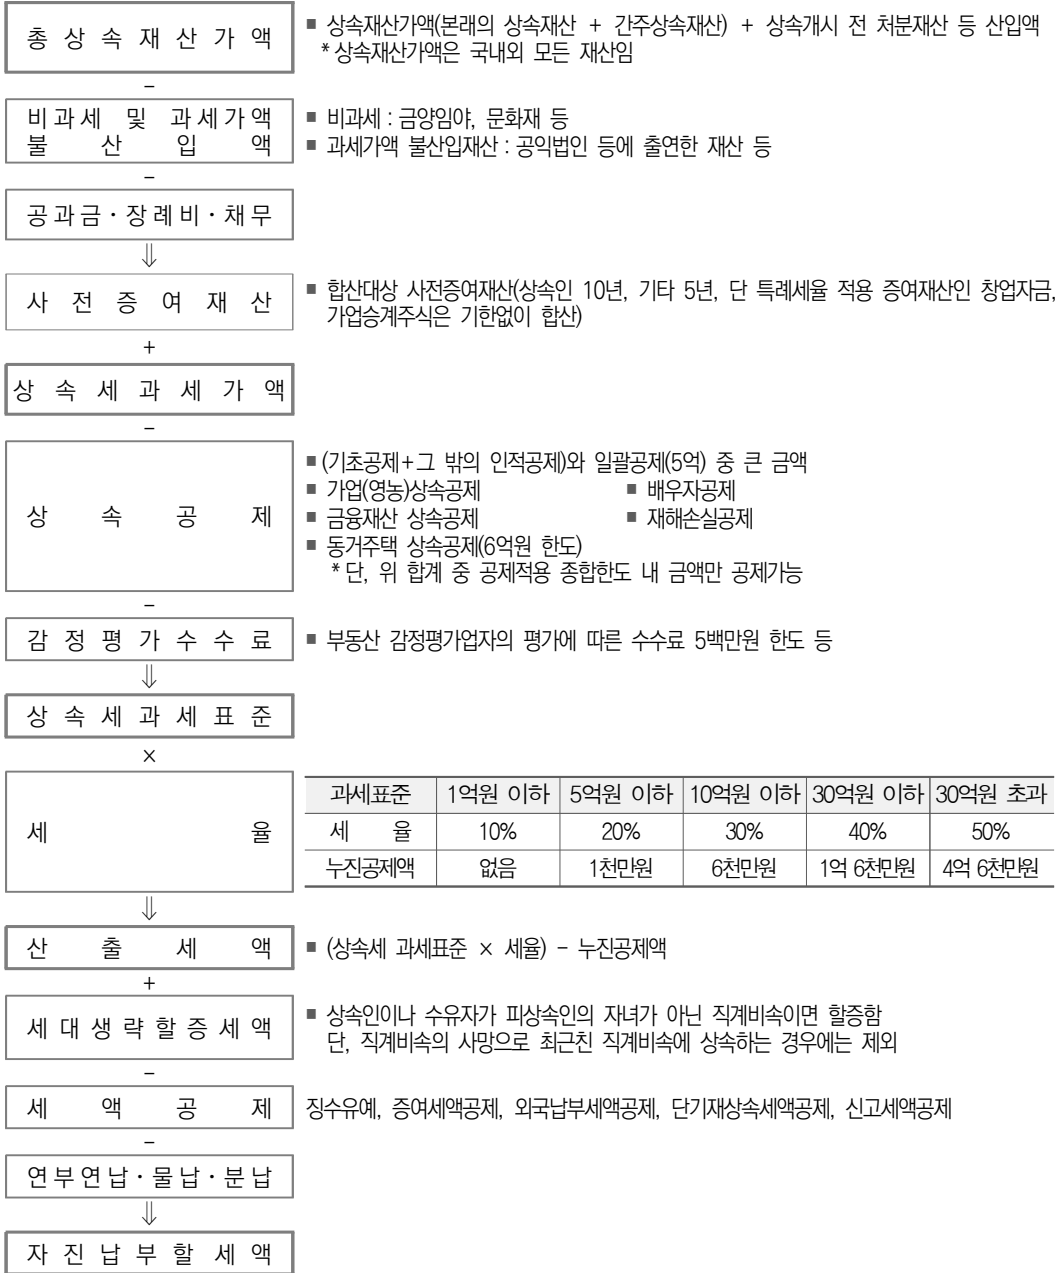 총 상 속 재 산 가 액
■ 상속재산가액(본래의 상속재산 + 간주상속재산) + 상속개시 전 처분재산 등 산입액
* 상속재산가액은 국내외 모든 재산임
−
비과세 및 과세가액
불 산 입 액
■ 비과세 : 금양임야, 문화재 등
■ 과세가액 불산입재산 : 공익법인 등에 출연한 재산 등
−
공과금·장례비·채무
⇓
사 전 증 여 재 산
■ 합산대상 사전증여재산(상속인 10년, 기타 5년, 단 특례세율 적용 증여재산인 창업자금,
가업승계주식은 기한없이 합산)
+
상 속 세 과 세 가 액
−
상 속 공 제
■ (기초공제+그 밖의 인적공제)와 일괄공제(5억) 중 큰 금액
■ 가업(영농)상속공제 ■ 배우자공제
■ 금융재산 상속공제 ■ 재해손실공제
■ 동거주택 상속공제(6억원 한도)
* 단, 위 합계 중 공제적용 종합한도 내 금액만 공제가능
−
감 정 평 가 수 수 료
■ 부동산 감정평가업자의 평가에 따른 수수료 5백만원 한도 등
⇓
상 속 세 과 세 표 준
×
세 율
과세표준 1억원 이하 5억원 이하 10억원 이하 30억원 이하 30억원 초과
세 율 10% 20% 30% 40% 50%
누진공제액 없음 1천만원 6천만원 1억 6천만원 4억 6천만원
⇓
산 출 세 액
■ (상속세 과세표준 × 세율) − 누진공제액
+
세 대 생 략 할 증 세 액
■ 상속인이나 수유자가 피상속인의 자녀가 아닌 직계비속이면 할증함
단, 직계비속의 사망으로 최근친 직계비속에 상속하는 경우에는 제외
−
세 액 공 제
징수유예, 증여세액공제, 외국납부세액공제, 단기재상속세액공제, 신고세액공제
−
연부연납·물납·분납
⇓
자 진 납 부 할 세 액